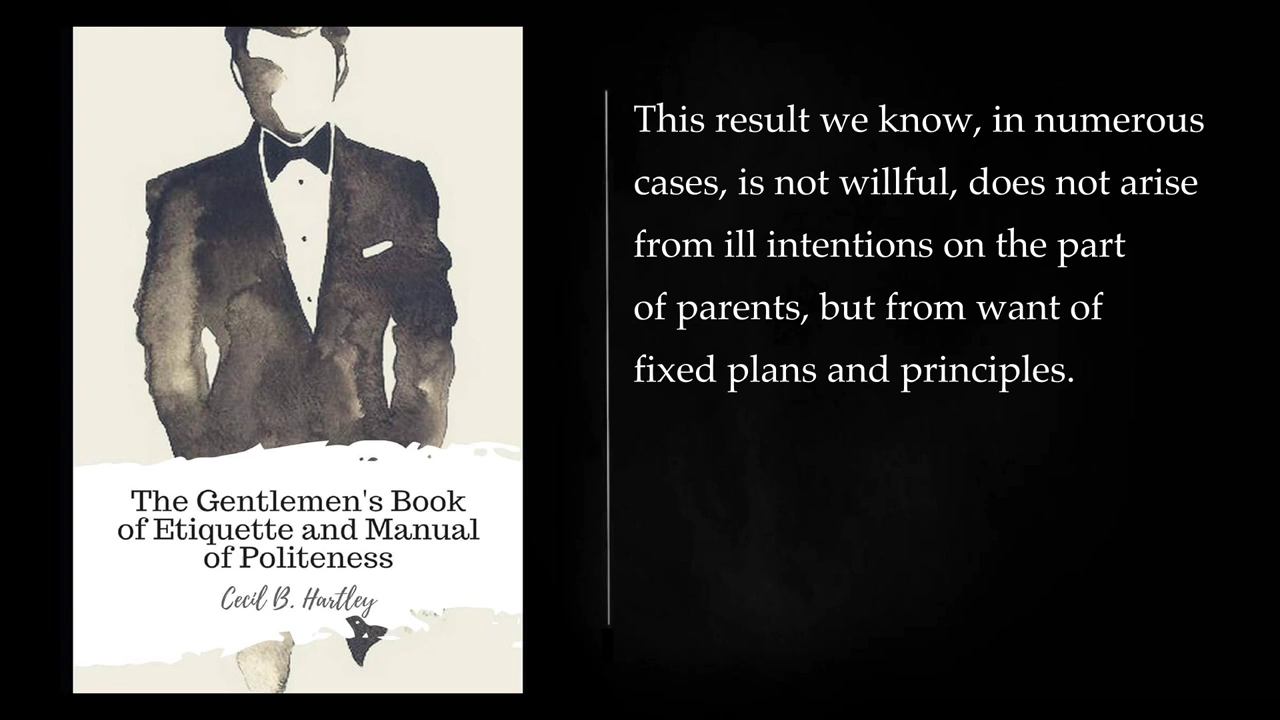 The Gentlemen's Book
of Etiquette and Manual
of Politeness
Cecil B. Hartley
This result we know, in numerous
cases, is not willful, does not arise
from ill intentions on the part
of parents, but from want of
fixed plans and principles.